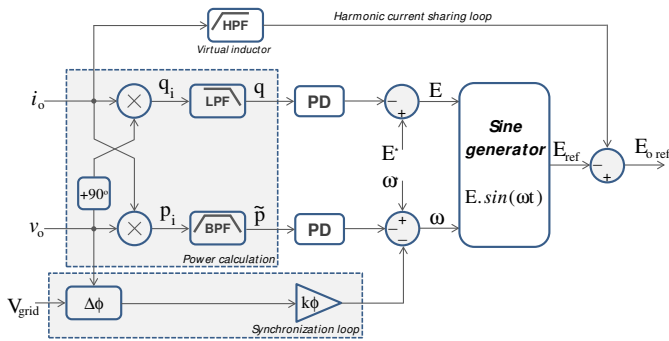 Harmonic current sharing loop
HPF
Virtual inductor
i_o
q_i
LPF
q
PD
E
E*
Sine
generator
E.sin(ωt)
E_ref
E_o ref
+90°
ω
v_o
p_i
BPF
p̃
PD
ω
Power calculation
V_grid
Δϕ
kϕ
Synchronization loop